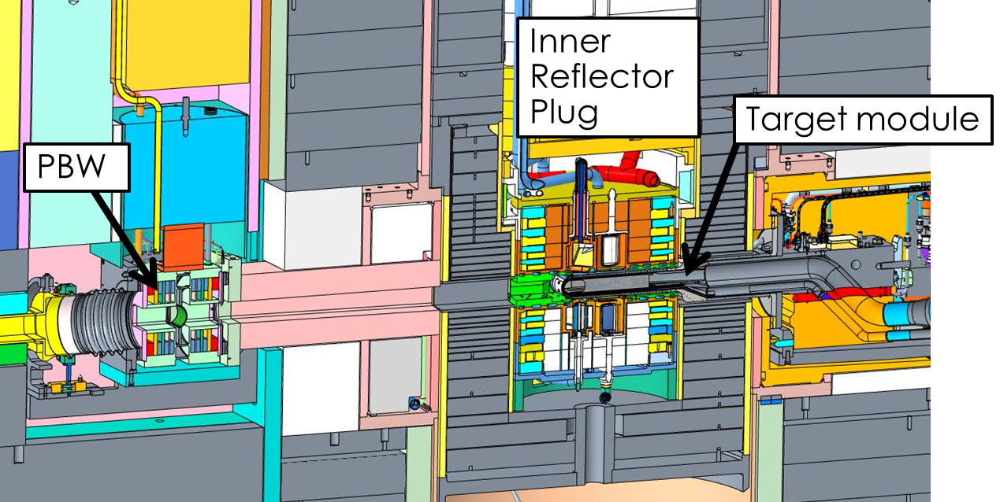 Inner
Reflector
Plug
Target module
PBW